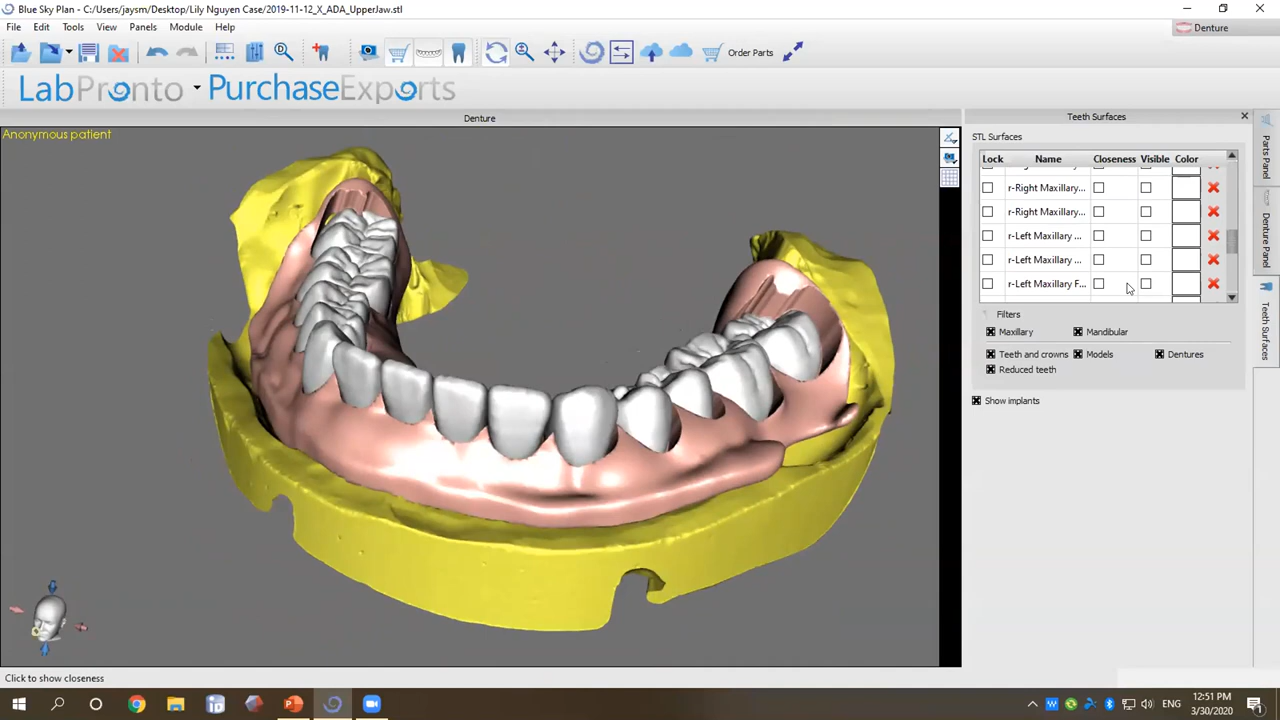 Blue Sky Plan - C:/Users/jaysm/Desktop/Lily Nguyen Case/2019-11-12_X_ADA_UpperJaw.stl
File Edit Tools View Panels Module Help
Denture
Order Parts
LabPronto PurchaseExports
Denture
Anonymous patient
Teeth Surfaces
STL Surfaces
Lock Name Closeness Visible Color
r-Right Maxillary...
r-Right Maxillary...
r-Left Maxillary ...
r-Left Maxillary ...
r-Left Maxillary F...
Filters
Maxillary Mandibular
Teeth and crowns Models Dentures
Reduced teeth
Show implants
Parts Panel
Denture Panel
Teeth Surfaces
Click to show closeness
12:51 PM
3/30/2020